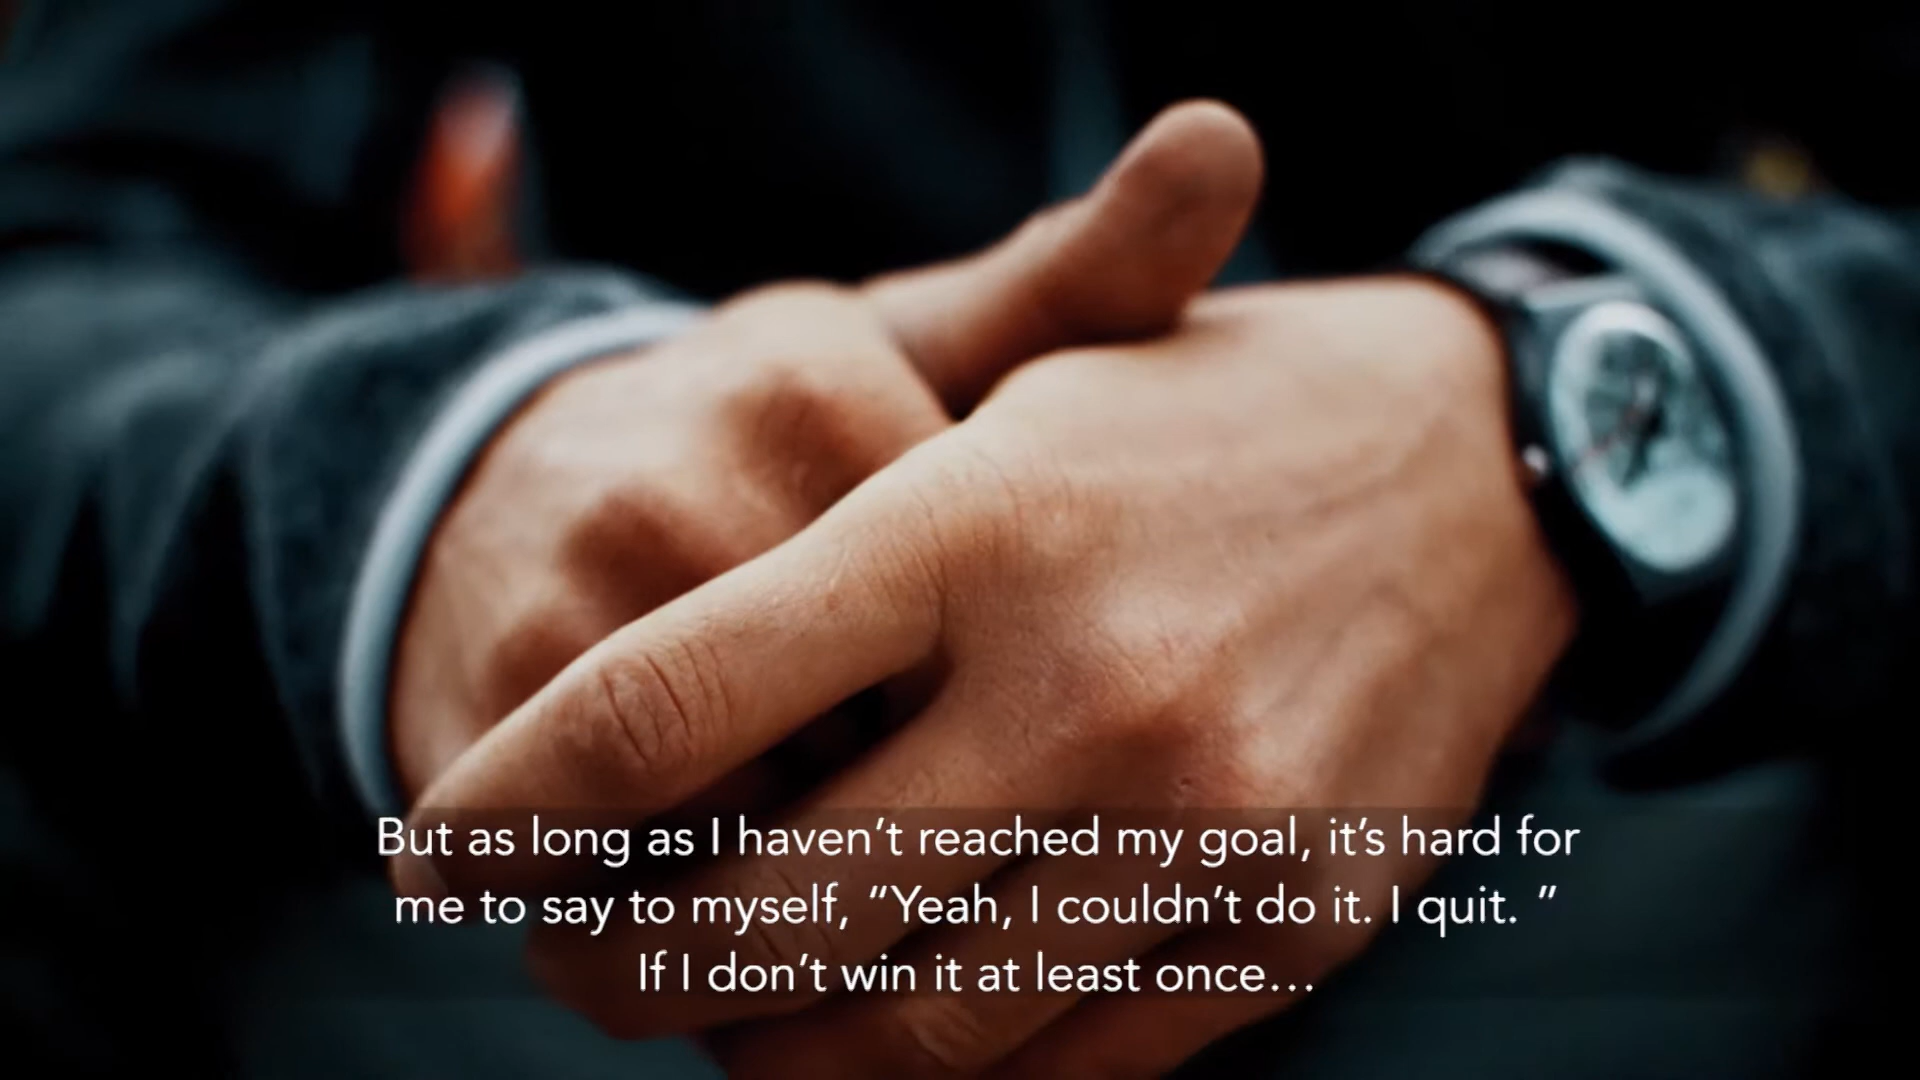 But as long as I haven’t reached my goal, it’s hard for
me to say to myself, “Yeah, I couldn’t do it. I quit. ”
If I don’t win it at least once…